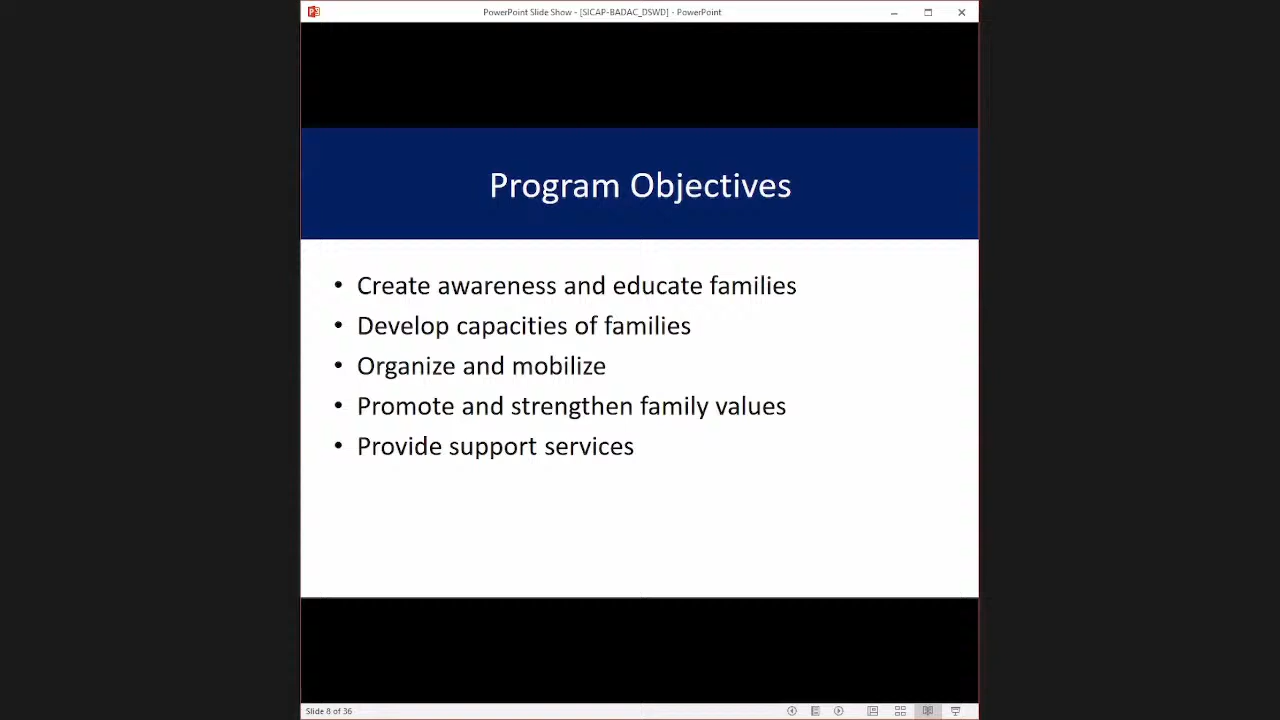 PowerPoint Slide Show - [SICAP-BADAC_DSWD] - PowerPoint
Program Objectives
• Create awareness and educate families
• Develop capacities of families
• Organize and mobilize
• Promote and strengthen family values
• Provide support services
Slide 8 of 36